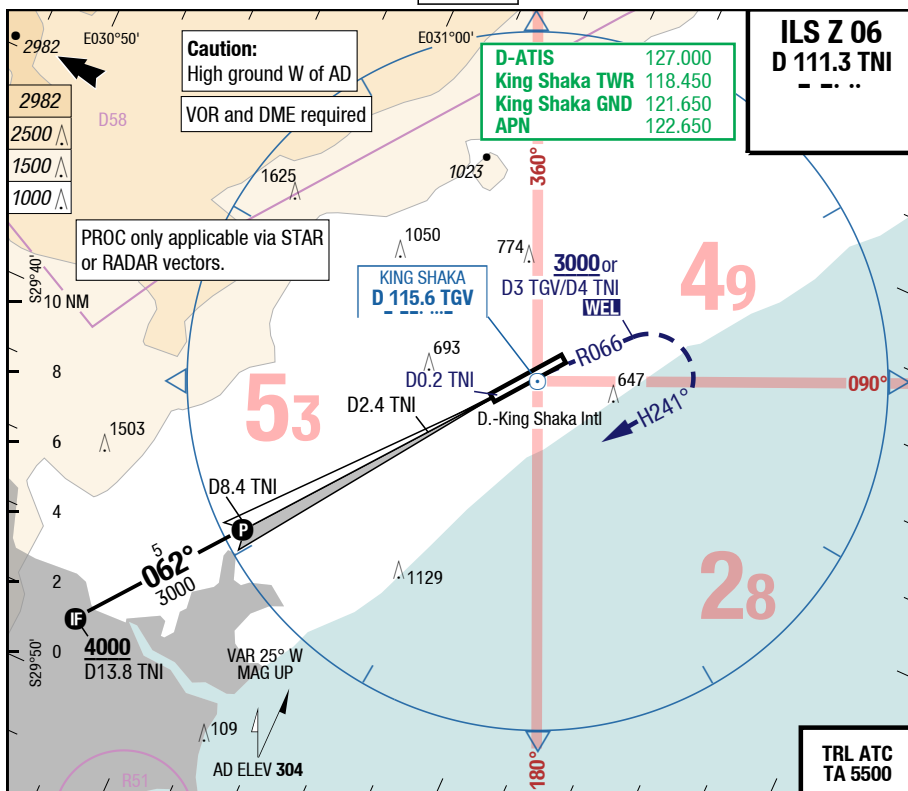 ILS Z 06
D 111.3 TNI
E030°50'
E031°00'
2982
Caution:
High ground W of AD
VOR and DME required
D-ATIS 127.000
King Shaka TWR 118.450
King Shaka GND 121.650
APN 122.650
2982
2500
1500
1000
D58
1625
1023
360°
PROC only applicable via STAR
or RADAR vectors.
1050
774
3000 or
D3 TGV/D4 TNI
WEL
49
S29°40'
10 NM
KING SHAKA
D 115.6 TGV
R066
693
D0.2 TNI
8
53
D2.4 TNI
647
090°
D.-King Shaka Intl
H241°
1503
6
D8.4 TNI
P
4
5
062°
3000
1129
2
28
IF
4000
D13.8 TNI
0
S29°50'
VAR 25° W
MAG UP
109
AD ELEV 304
R51
180°
TRL ATC
TA 5500